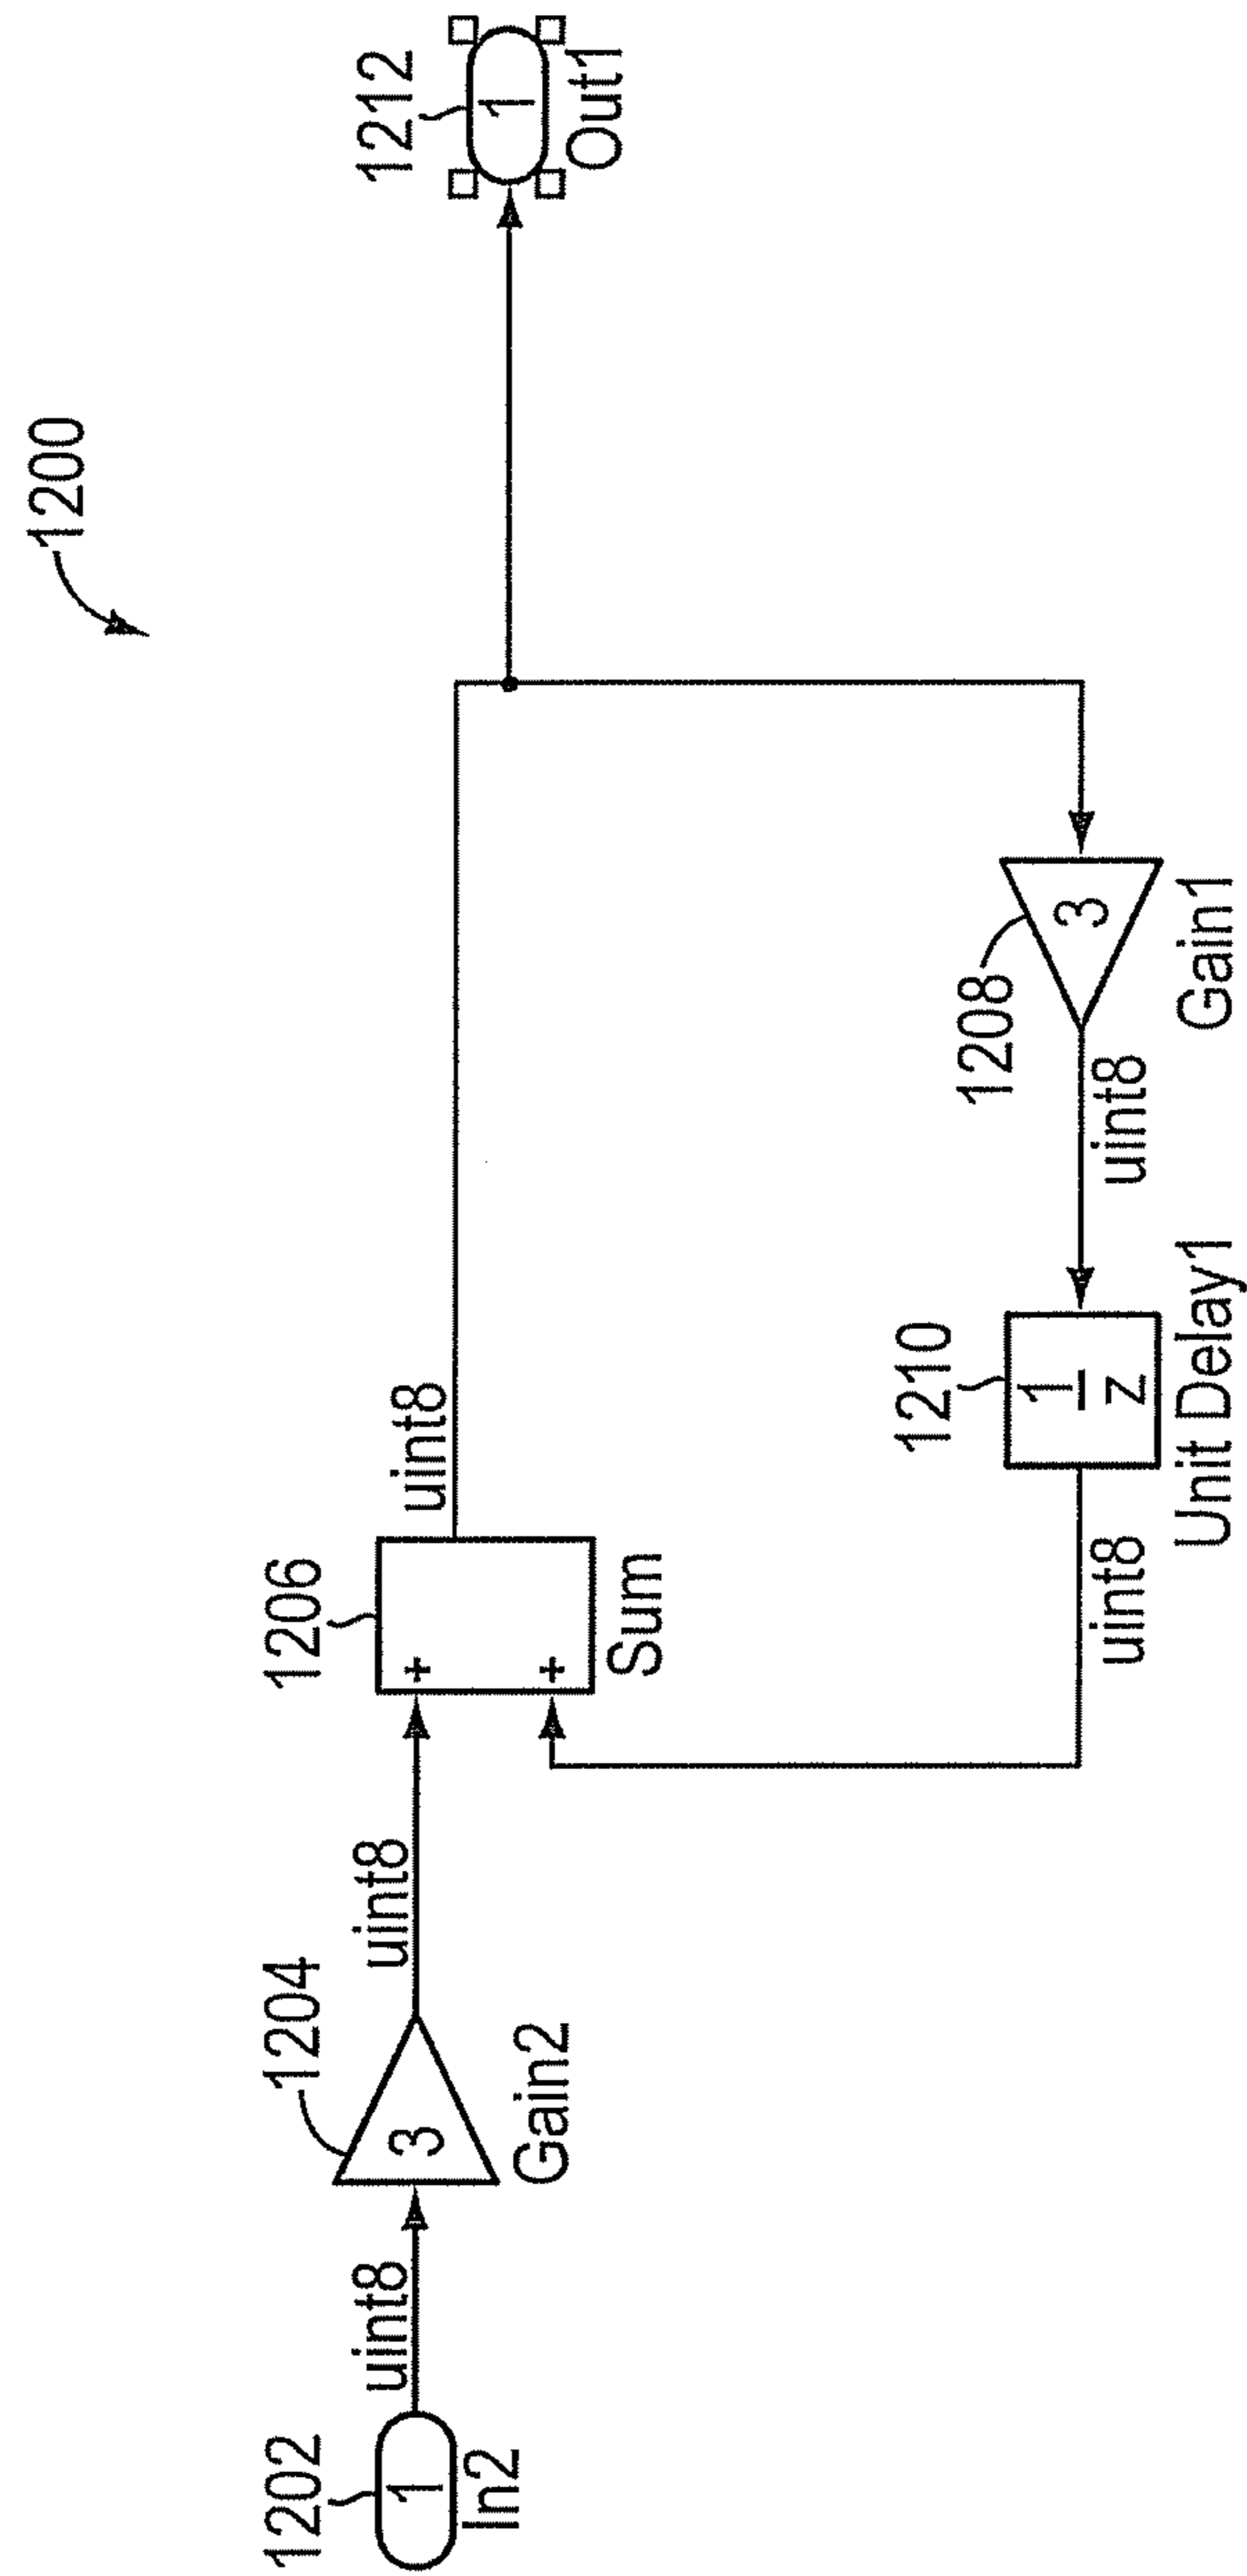 1200
1202
1
In2
uint8
1204
3
Gain2
uint8
1206
+
+
Sum
uint8
1212
1
Out1
1208
3
Gain1
uint8
1210
1
z
Unit Delay1
uint8